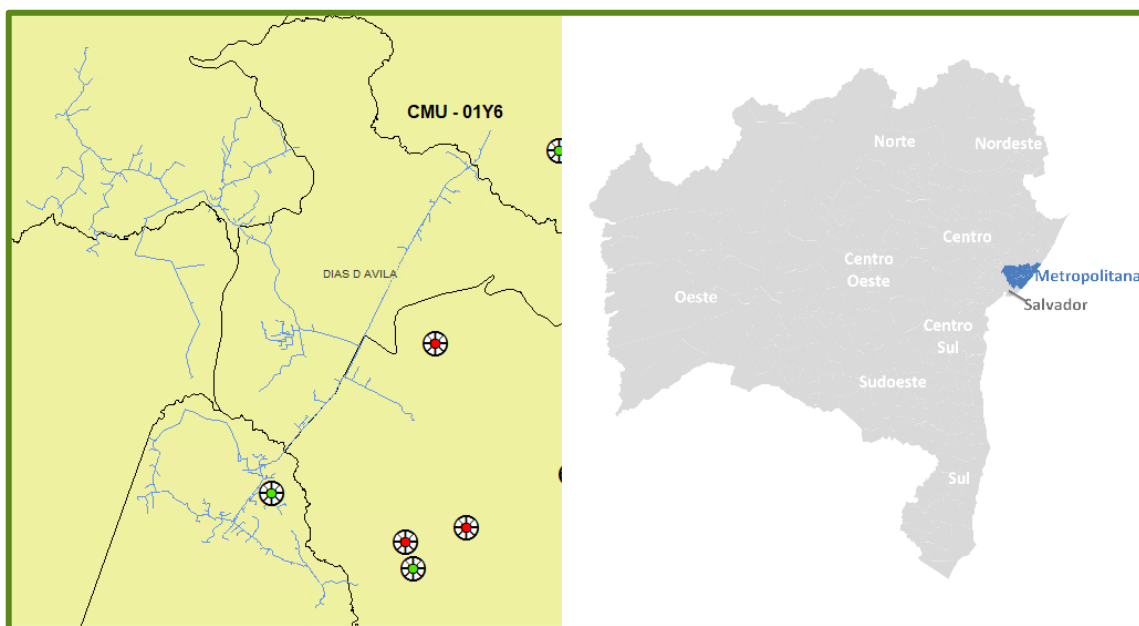 CMU - 01Y6
DIAS D AVILA
Norte
Nordeste
Centro
Centro
Oeste
Oeste
Metropolitana
Salvador
Centro
Sul
Sudoeste
Sul